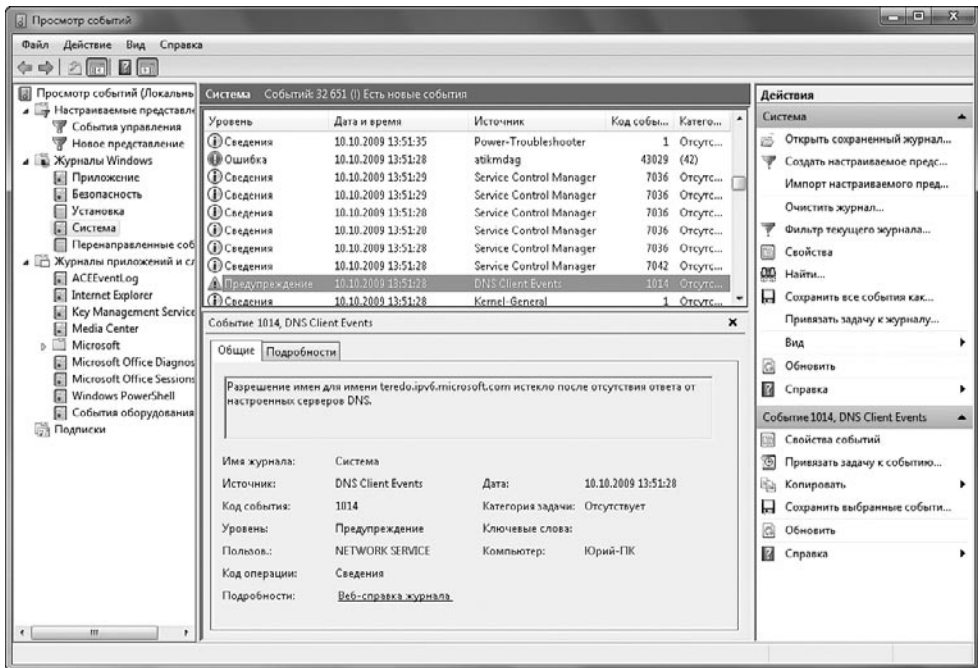 Просмотр событий
Файл Действие Вид Справка
Просмотр событий (Локальнь
Настраиваемые представле
События управления
Новое представление
Журналы Windows
Приложение
Безопасность
Установка
Система
Перенаправленные соб
Журналы приложений и сл
ACEEventLog
Internet Explorer
Key Management Service
Media Center
Microsoft
Microsoft Office Diagnos
Microsoft Office Sessions
Windows PowerShell
События оборудования
Подписки
Система Событий: 32 651 (!) Есть новые события
Уровень Дата и время Источник Код собы... Катего...
Сведения 10.10.2009 13:51:35 Power-Troubleshooter 1 Отсутс...
Ошибка 10.10.2009 13:51:28 atikmdag 43029 (42)
Сведения 10.10.2009 13:51:29 Service Control Manager 7036 Отсутс...
Сведения 10.10.2009 13:51:29 Service Control Manager 7036 Отсутс...
Сведения 10.10.2009 13:51:28 Service Control Manager 7036 Отсутс...
Сведения 10.10.2009 13:51:28 Service Control Manager 7036 Отсутс...
Сведения 10.10.2009 13:51:28 Service Control Manager 7036 Отсутс...
Сведения 10.10.2009 13:51:28 Service Control Manager 7042 Отсутс...
Предупреждение 10.10.2009 13:51:28 DNS Client Events 1014 Отсутс...
Сведения 10.10.2009 13:51:28 Kernel-General 1 Отсутс...
Событие 1014, DNS Client Events
Общие Подробности
Разрешение имен для имени teredo.ipv6.microsoft.com истекло после отсутствия ответа от
настроенных серверов DNS.
Имя журнала: Система
Источник: DNS Client Events Дата: 10.10.2009 13:51:28
Код события: 1014 Категория задачи: Отсутствует
Уровень: Предупреждение Ключевые слова:
Пользов.: NETWORK SERVICE Компьютер: Юрий-ПК
Код операции: Сведения
Подробности: Веб-справка журнала
Действия
Система
Открыть сохраненный журнал...
Создать настраиваемое предс...
Импорт настраиваемого пред...
Очистить журнал...
Фильтр текущего журнала...
Свойства
Найти...
Сохранить все события как...
Привязать задачу к журналу...
Вид
Обновить
Справка
Событие 1014, DNS Client Events
Свойства событий
Привязать задачу к событию...
Копировать
Сохранить выбранные событи...
Обновить
Справка